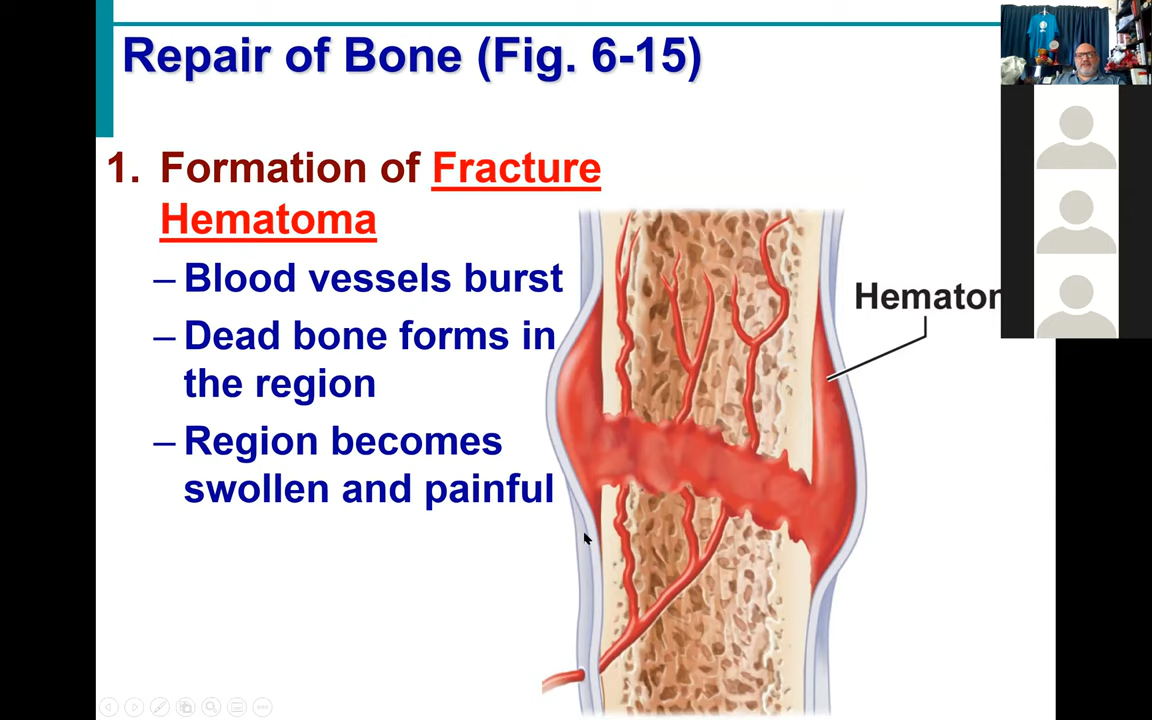 Repair of Bone (Fig. 6-15)
1. Formation of Fracture
Hematoma
– Blood vessels burst
– Dead bone forms in
the region
– Region becomes
swollen and painful
Hematon